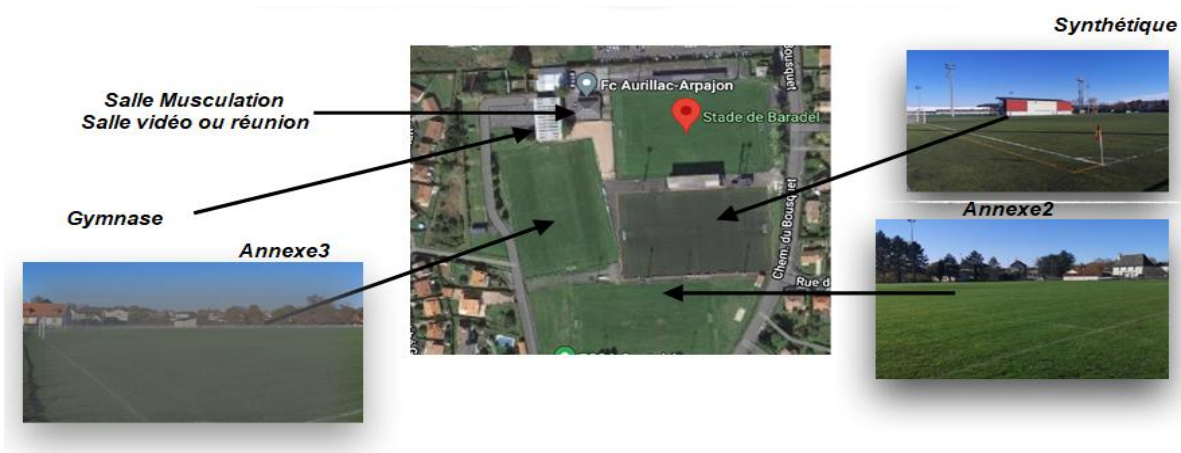 Synthétique
Salle Musculation
Salle vidéo ou réunion
Fc Aurillac-Arpajon
Stade de Baradel
Gymnase
Annexe2
Annexe3
Chem. du Bousquet
Rue d
ousquet